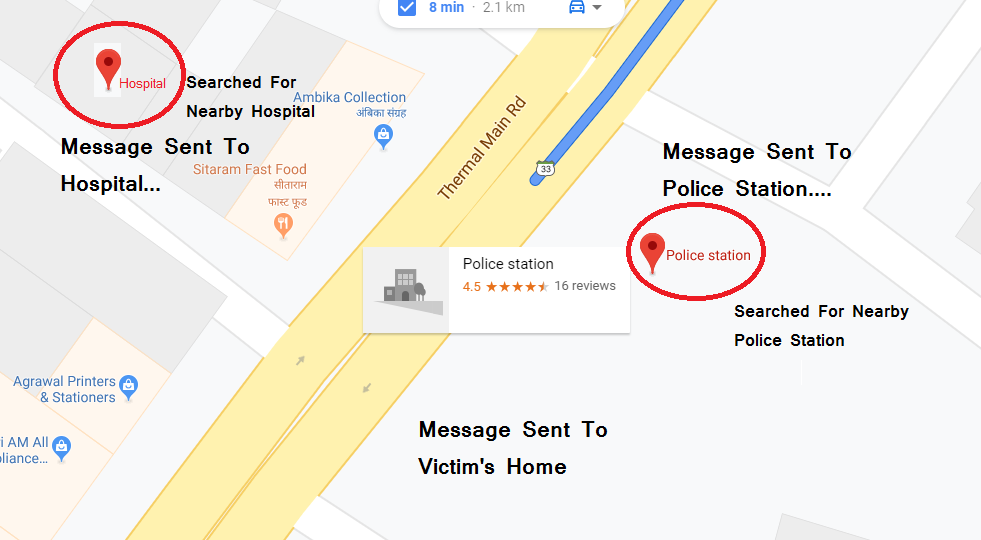 8 min · 2.1 km
Hospital
Searched For
Nearby Hospital
Message Sent To
Hospital...
Ambika Collection
अंबिका संग्रह
Sitaram Fast Food
सीताराम
फास्ट फूड
Thermal Main Rd
33
Message Sent To
Police Station....
Police station
Searched For Nearby
Police Station
Police station
4.5 16 reviews
Agrawal Printers
& Stationers
AM All
Message Sent To
Victim's Home